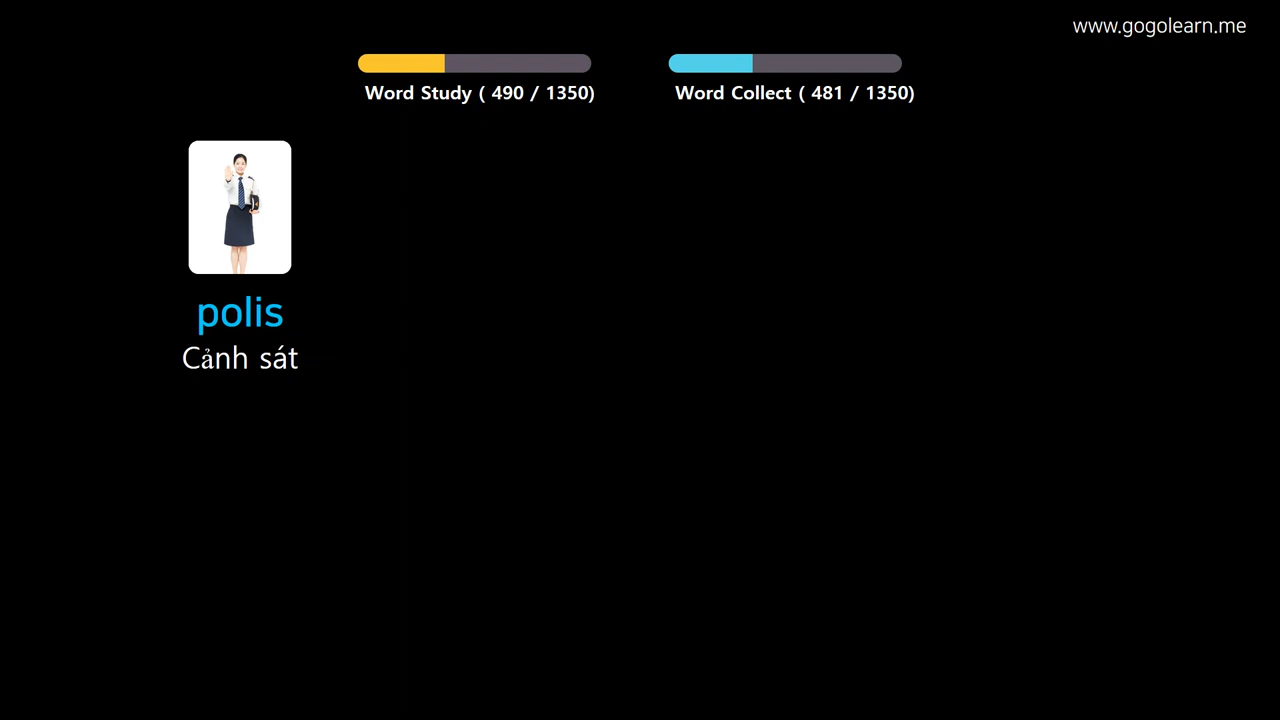 www.gogolearn.me
Word Study ( 490 / 1350)
Word Collect ( 481 / 1350)
polis
Cảnh sát